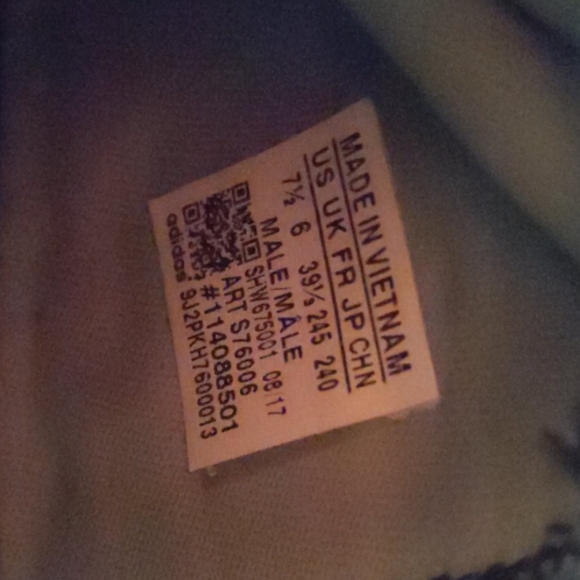 MADE IN VIETNAM
US UK FR JP CHN
7½ 6 39⅓ 245 240
MALE/MÂLE
SHW675001 08/17
ART S76006
#114088501
9J2PKH7600013
adidas